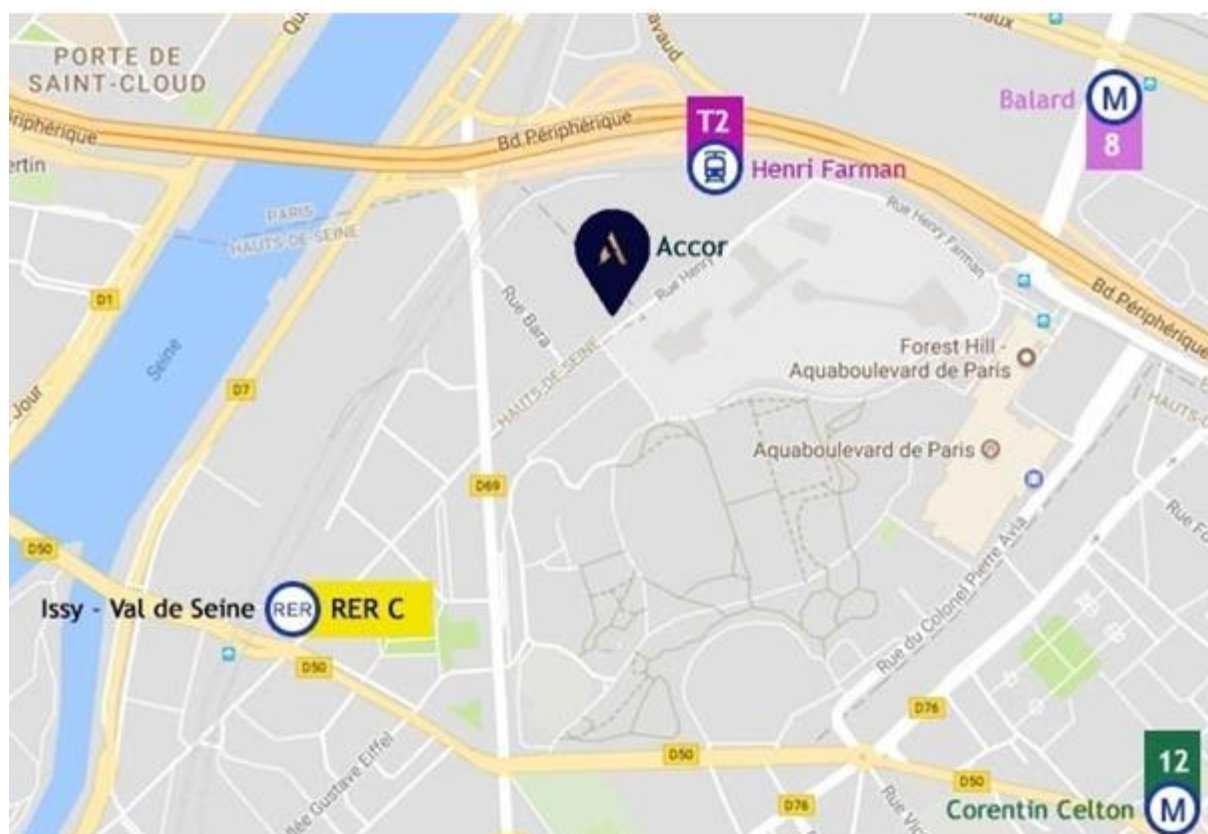 PORTE DE
SAINT-CLOUD
Périphérique
Bd Périphérique
T2
Henri Farman
Balard M
8
PARIS
HAUTS-DE-SEINE
Accor
Rue Henry
Rue Henry Farman
Bd Périphérique
D1
Seine
Rue Bara
HAUTS-DE-SEINE
Forest Hill -
Aquaboulevard de Paris
D7
Jour
Aquaboulevard de Paris
D69
D50
Issy - Val de Seine RER RER C
Rue du Colonel Pierre Avia
D50
D76
D50
D50
12
Corentin Celton M
D76
Gustave Eiffel